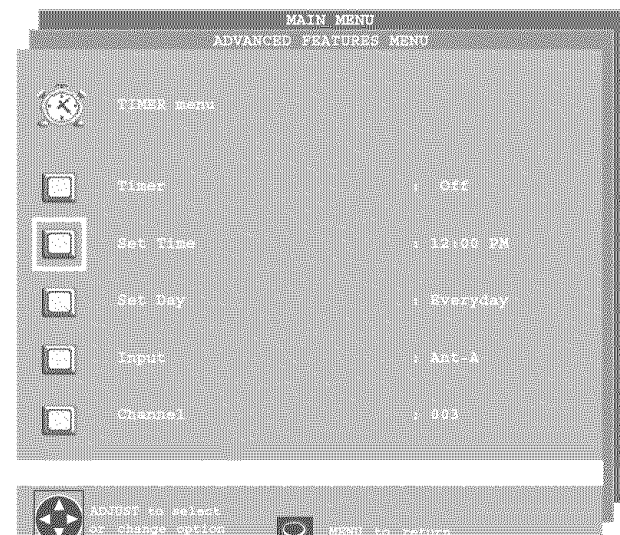 MAIN MENU
ADVANCED FEATURES MENU
TIMER menu
Timer : Off
Set Time : 12:00 PM
Set Day : Everyday
Input : Ant-A
Channel : 003
ADJUST to select
or change option
MENU to return